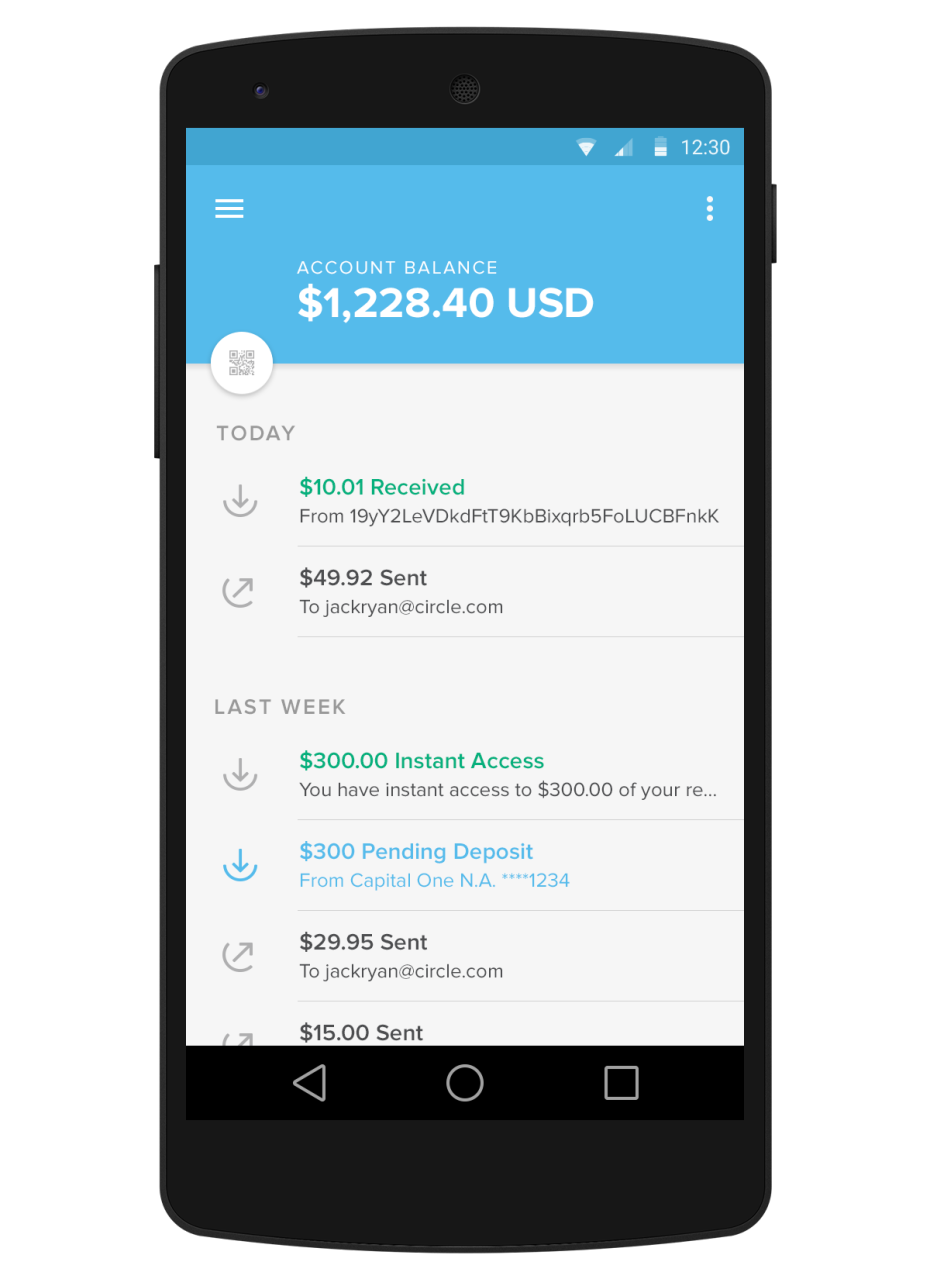 12:30
ACCOUNT BALANCE
$1,228.40 USD
TODAY
$10.01 Received
From 19yY2LeVDkdFtT9KbBixqrb5FoLUCBFnkK
$49.92 Sent
To jackryan@circle.com
LAST WEEK
$300.00 Instant Access
You have instant access to $300.00 of your re...
$300 Pending Deposit
From Capital One N.A. ****1234
$29.95 Sent
To jackryan@circle.com
$15.00 Sent